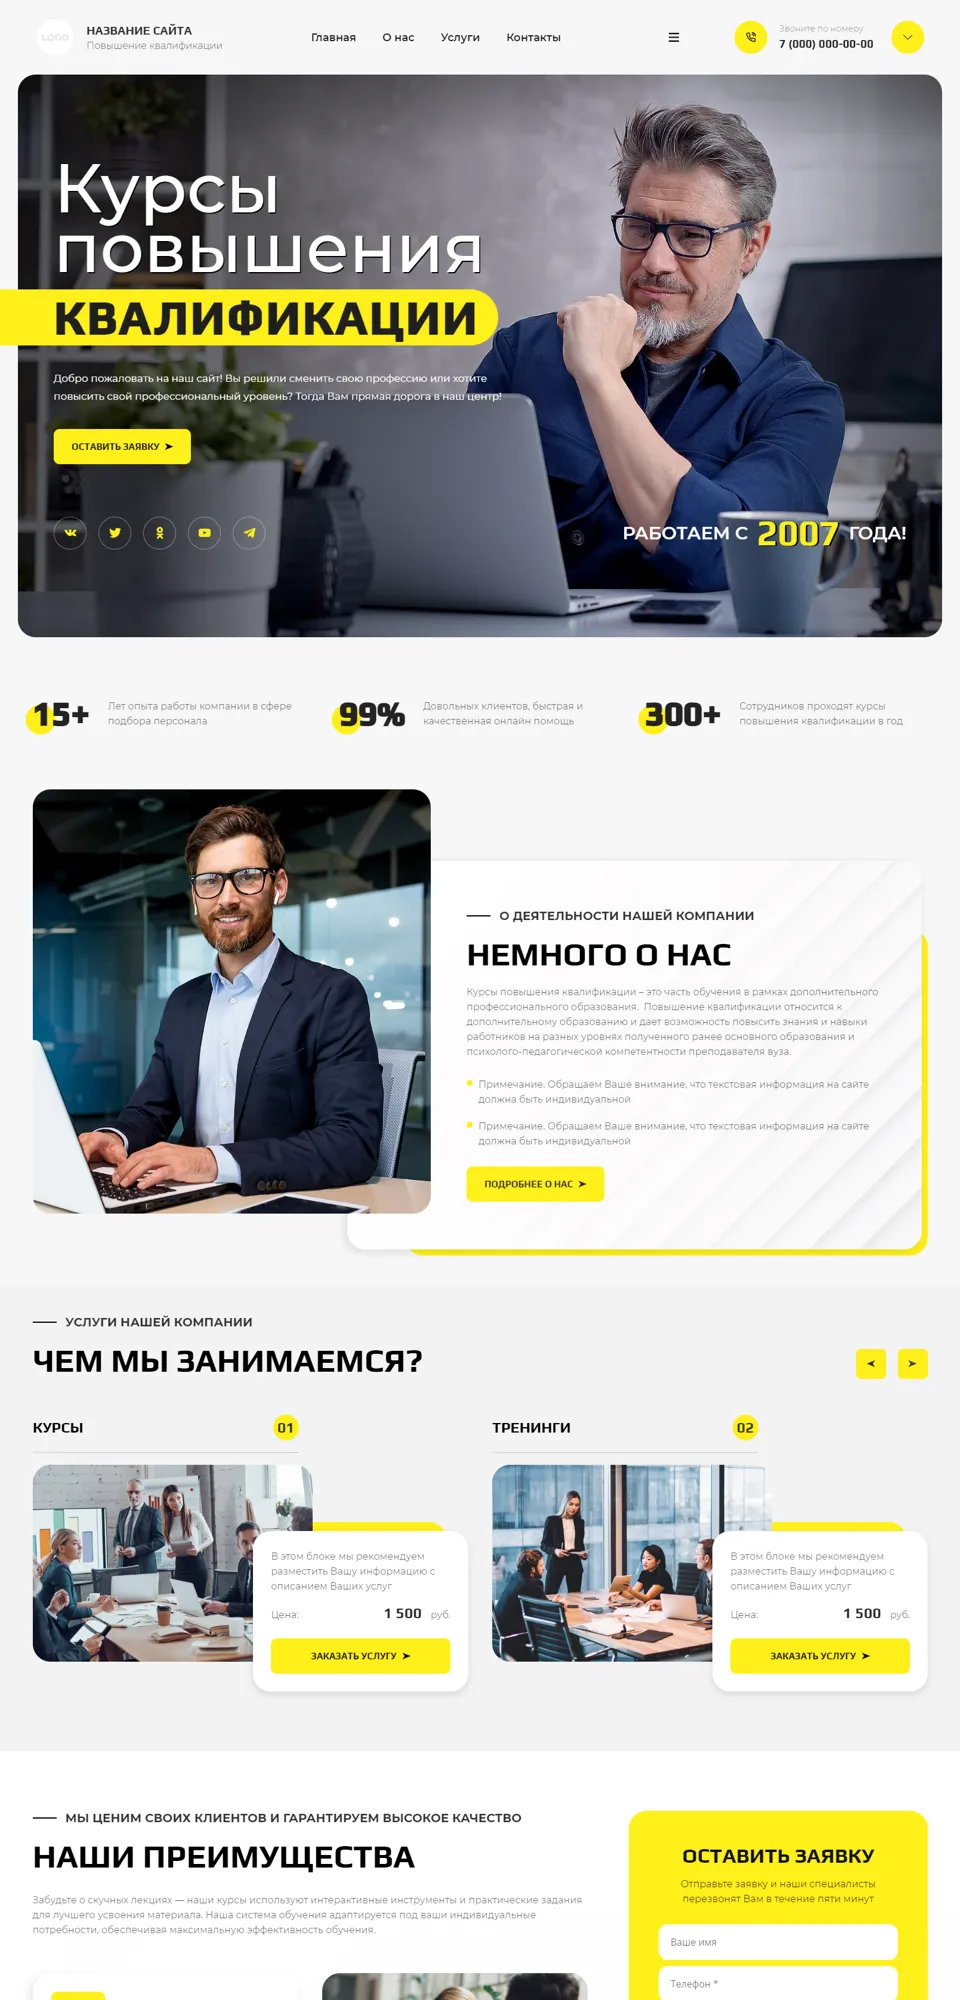 LOGO
НАЗВАНИЕ САЙТА
Повышение квалификации
Главная
О нас
Услуги
Контакты
Звоните по номеру
7 (000) 000-00-00
Курсы
повышения
КВАЛИФИКАЦИИ
Добро пожаловать на наш сайт! Вы решили сменить свою профессию или хотите
повысить свой профессиональный уровень? Тогда Вам прямая дорога в наш центр!
ОСТАВИТЬ ЗАЯВКУ
РАБОТАЕМ С 2007 ГОДА!
15+
Лет опыта работы компании в сфере
подбора персонала
99%
Довольных клиентов, быстрая и
качественная онлайн помощь
300+
Сотрудников проходят курсы
повышения квалификации в год
О ДЕЯТЕЛЬНОСТИ НАШЕЙ КОМПАНИИ
НЕМНОГО О НАС
Курсы повышения квалификации – это часть обучения в рамках дополнительного
профессионального образования. Повышение квалификации относится к
дополнительному образованию и дает возможность повысить знания и навыки
работников на разных уровнях полученного ранее основного образования и
психолого-педагогической компетентности преподавателя вуза.
Примечание. Обращаем Ваше внимание, что текстовая информация на сайте
должна быть индивидуальной
Примечание. Обращаем Ваше внимание, что текстовая информация на сайте
должна быть индивидуальной
ПОДРОБНЕЕ О НАС
УСЛУГИ НАШЕЙ КОМПАНИИ
ЧЕМ МЫ ЗАНИМАЕМСЯ?
КУРСЫ
01
В этом блоке мы рекомендуем
разместить Вашу информацию с
описанием Ваших услуг
Цена: 1 500 руб.
ЗАКАЗАТЬ УСЛУГУ
ТРЕНИНГИ
02
В этом блоке мы рекомендуем
разместить Вашу информацию с
описанием Ваших услуг
Цена: 1 500 руб.
ЗАКАЗАТЬ УСЛУГУ
МЫ ЦЕНИМ СВОИХ КЛИЕНТОВ И ГАРАНТИРУЕМ ВЫСОКОЕ КАЧЕСТВО
НАШИ ПРЕИМУЩЕСТВА
Забудьте о скучных лекциях — наши курсы используют интерактивные инструменты и практические задания
для лучшего усвоения материала. Наша система обучения адаптируется под ваши индивидуальные
потребности, обеспечивая максимальную эффективность обучения.
ОСТАВИТЬ ЗАЯВКУ
Отправьте заявку и наши специалисты
перезвонят Вам в течение пяти минут
Ваше имя
Телефон *